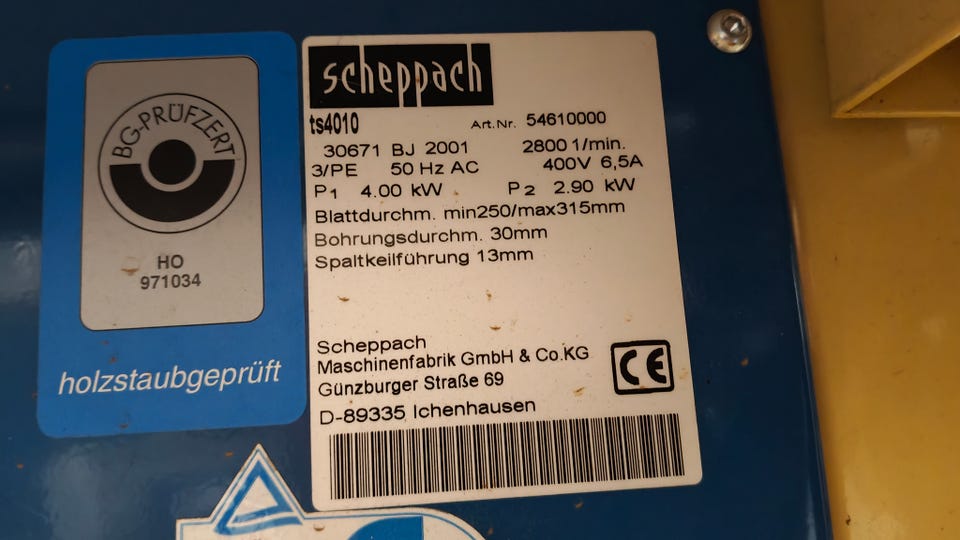 BG-PRÜFZERT
HO
971034
holzstaubgeprüft
scheppach
ts4010 Art.Nr. 54610000
30671 BJ 2001 2800 1/min.
3/PE 50 Hz AC 400V 6,5A
P1 4.00 kW P2 2.90 kW
Blattdurchm. min250/max315mm
Bohrungsdurchm. 30mm
Spaltkeilführung 13mm
Scheppach
Maschinenfabrik GmbH & Co.KG
Günzburger Straße 69
D-89335 Ichenhausen
CE